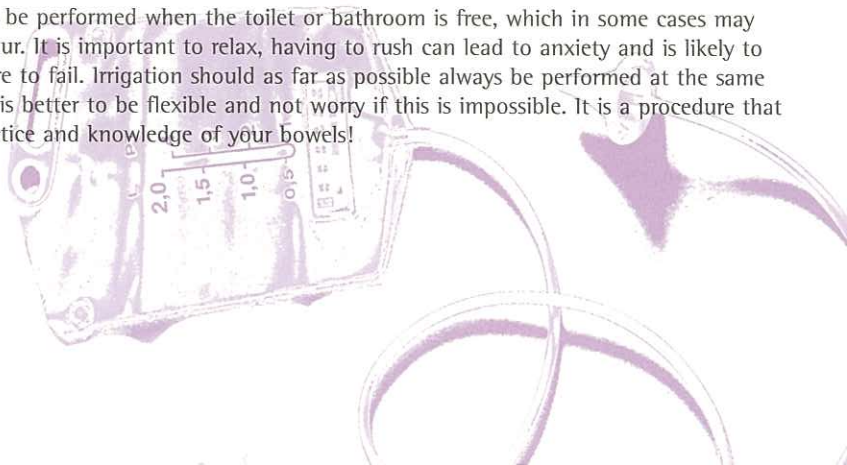 be performed when the toilet or bathroom is free, which in some cases may
ur. It is important to relax, having to rush can lead to anxiety and is likely to
e to fail. Irrigation should as far as possible always be performed at the same
is better to be flexible and not worry if this is impossible. It is a procedure that
tice and knowledge of your bowels!
2,0
1,5
1,0
0,5